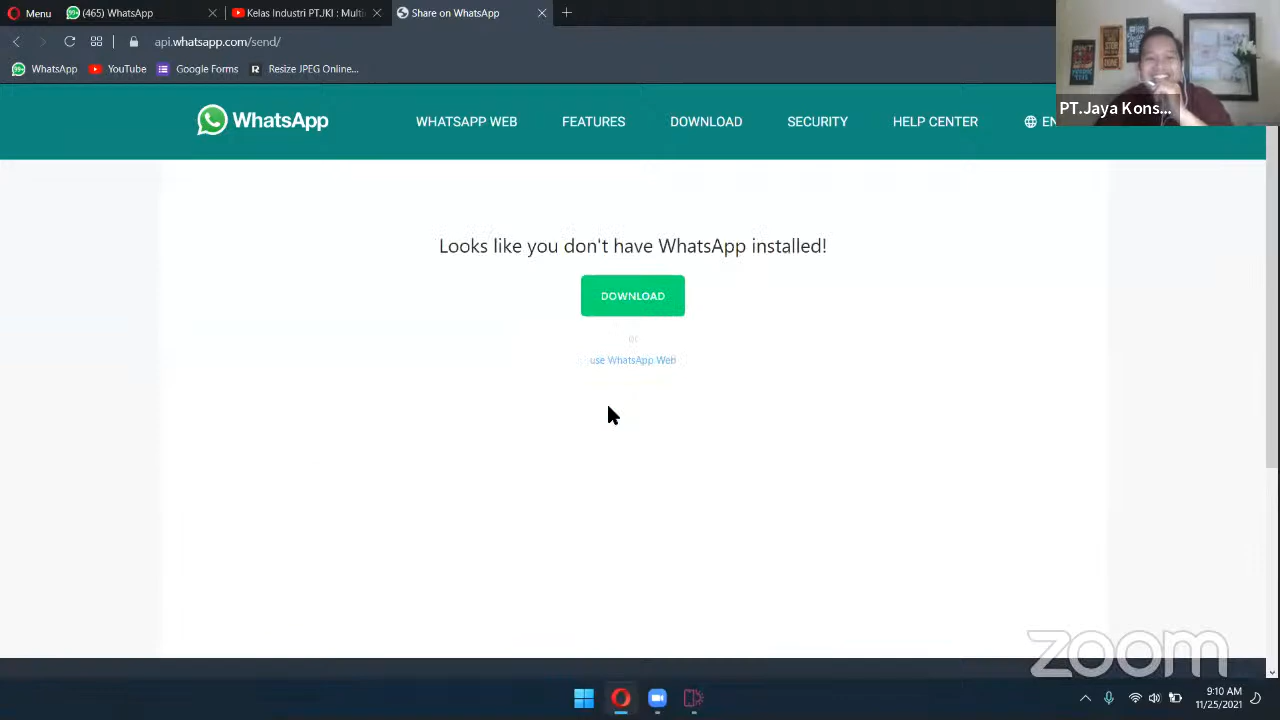 Menu
(465) WhatsApp
Kelas Industri PT.JKI : Multi
Share on WhatsApp
api.whatsapp.com/send/
99+
WhatsApp
YouTube
Google Forms
R
Resize JPEG Online...
PT.Jaya Kons...
WhatsApp
WHATSAPP WEB
FEATURES
DOWNLOAD
SECURITY
HELP CENTER
EN
Looks like you don't have WhatsApp installed!
DOWNLOAD
use WhatsApp Web
zoom
9:10 AM
11/25/2021